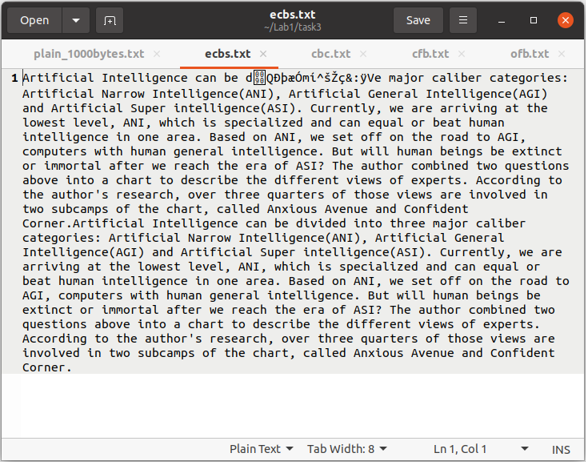 Open
ecbs.txt
~/Lab1/task3
Save
plain_1000bytes.txt
ecbs.txt
cbc.txt
cfb.txt
ofb.txt
1 Artificial Intelligence can be d QÐÞæÓmí^šŽç&:ýVe major caliber categories:
Artificial Narrow Intelligence(ANI), Artificial General Intelligence(AGI)
and Artificial Super intelligence(ASI). Currently, we are arriving at the
lowest level, ANI, which is specialized and can equal or beat human
intelligence in one area. Based on ANI, we set off on the road to AGI,
computers with human general intelligence. But will human beings be extinct
or immortal after we reach the era of ASI? The author combined two questions
above into a chart to describe the different views of experts. According to
the author's research, over three quarters of those views are involved in
two subcamps of the chart, called Anxious Avenue and Confident
Corner.Artificial Intelligence can be divided into three major caliber
categories: Artificial Narrow Intelligence(ANI), Artificial General
Intelligence(AGI) and Artificial Super intelligence(ASI). Currently, we are
arriving at the lowest level, ANI, which is specialized and can equal or
beat human intelligence in one area. Based on ANI, we set off on the road to
AGI, computers with human general intelligence. But will human beings be
extinct or immortal after we reach the era of ASI? The author combined two
questions above into a chart to describe the different views of experts.
According to the author's research, over three quarters of those views are
involved in two subcamps of the chart, called Anxious Avenue and Confident
Corner.
Plain Text
Tab Width: 8
Ln 1, Col 1
INS